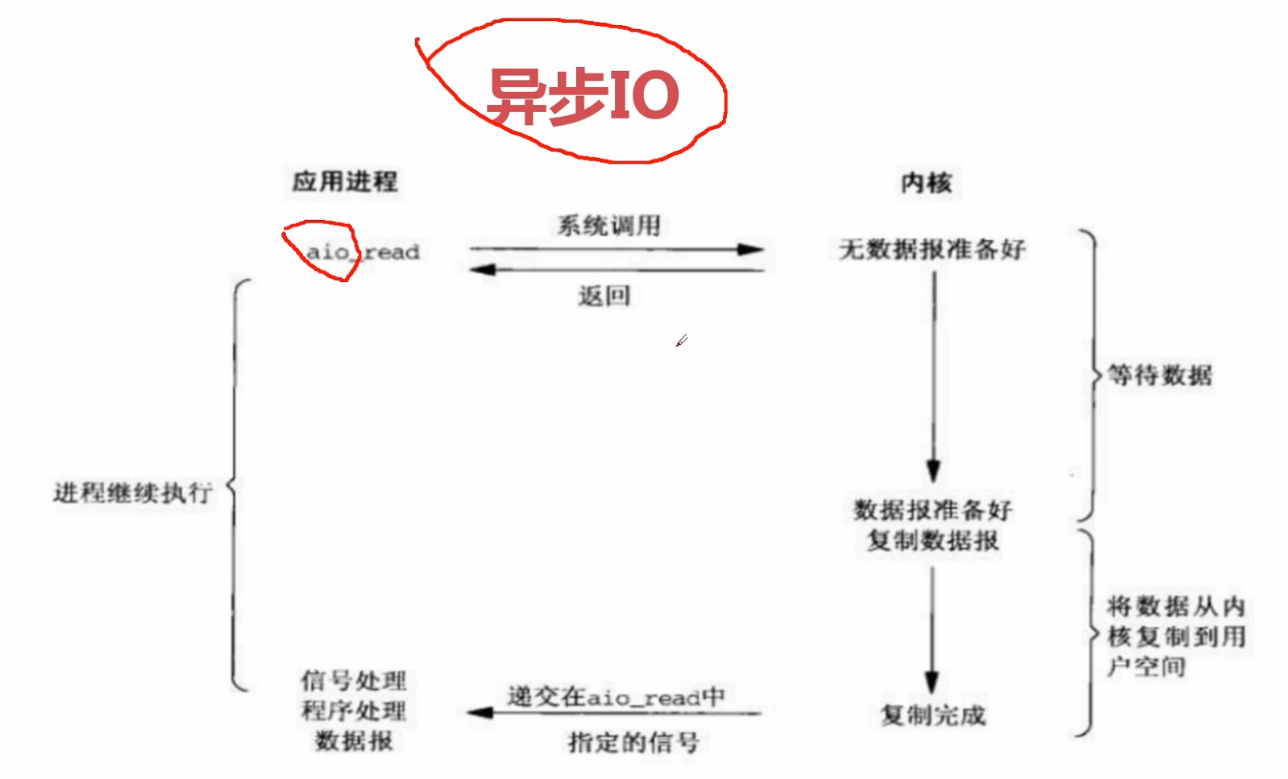 异步IO
应用进程
内核
aio_read
系统调用
无数据报准备好
返回
等待数据
进程继续执行
数据报准备好
复制数据报
将数据从内
核复制到用
户空间
信号处理
程序处理
数据报
递交在aio_read中
指定的信号
复制完成